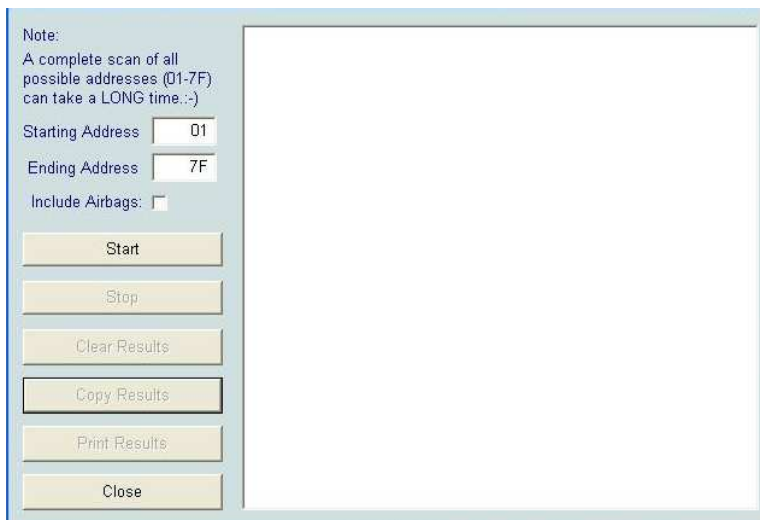 Note:
A complete scan of all
possible addresses (01-7F)
can take a LONG time.:-)
Starting Address 01
Ending Address 7F
Include Airbags:
Start
Stop
Clear Results
Copy Results
Print Results
Close